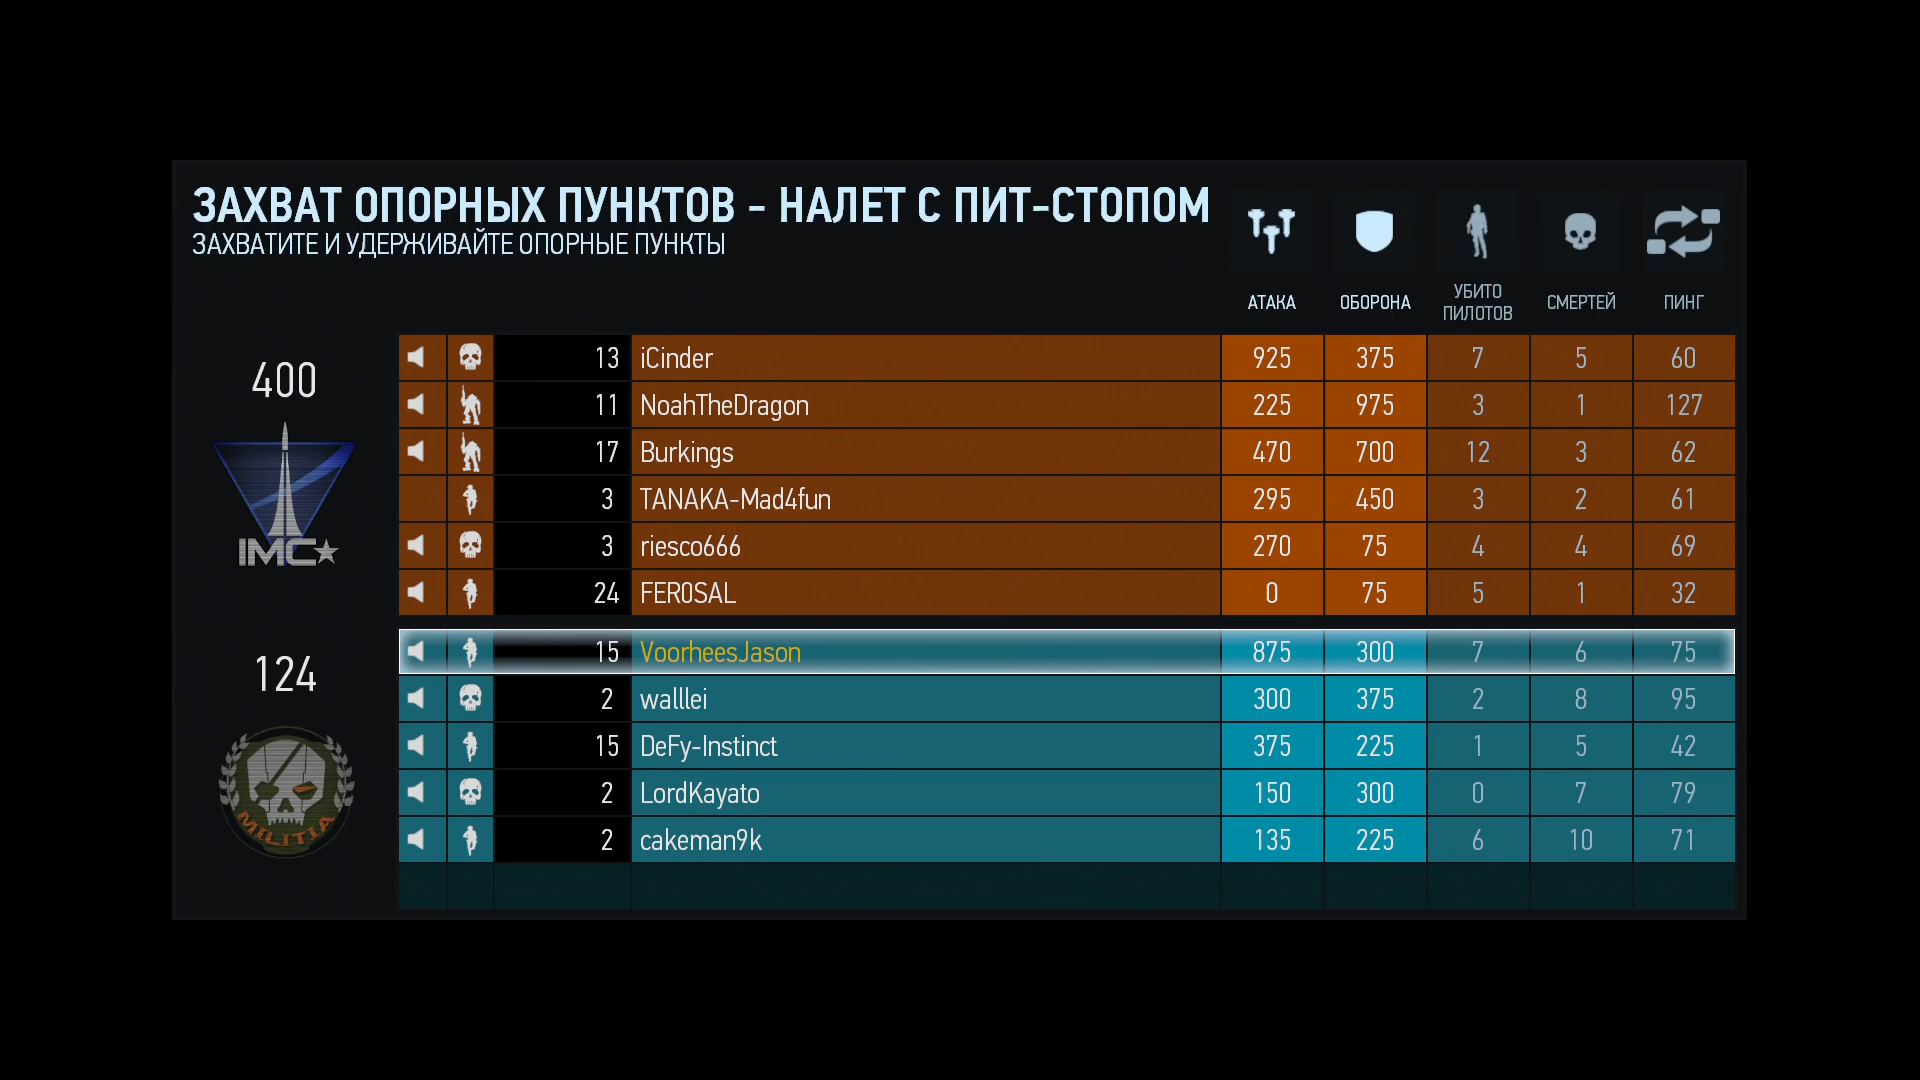 ЗАХВАТ ОПОРНЫХ ПУНКТОВ - НАЛЕТ С ПИТ-СТОПОМ
ЗАХВАТИТЕ И УДЕРЖИВАЙТЕ ОПОРНЫЕ ПУНКТЫ
АТАКА ОБОРОНА УБИТО ПИЛОТОВ СМЕРТЕЙ ПИНГ
400
IMC
13 iCinder 925 375 7 5 60
11 NoahTheDragon 225 975 3 1 127
17 Burkings 470 700 12 3 62
3 TANAKA-Mad4fun 295 450 3 2 61
3 riesco666 270 75 4 4 69
24 FER0SAL 0 75 5 1 32
124
MILITIA
15 VoorheesJason 875 300 7 6 75
2 walllei 300 375 2 8 95
15 DeFy-Instinct 375 225 1 5 42
2 LordKayato 150 300 0 7 79
2 cakeman9k 135 225 6 10 71